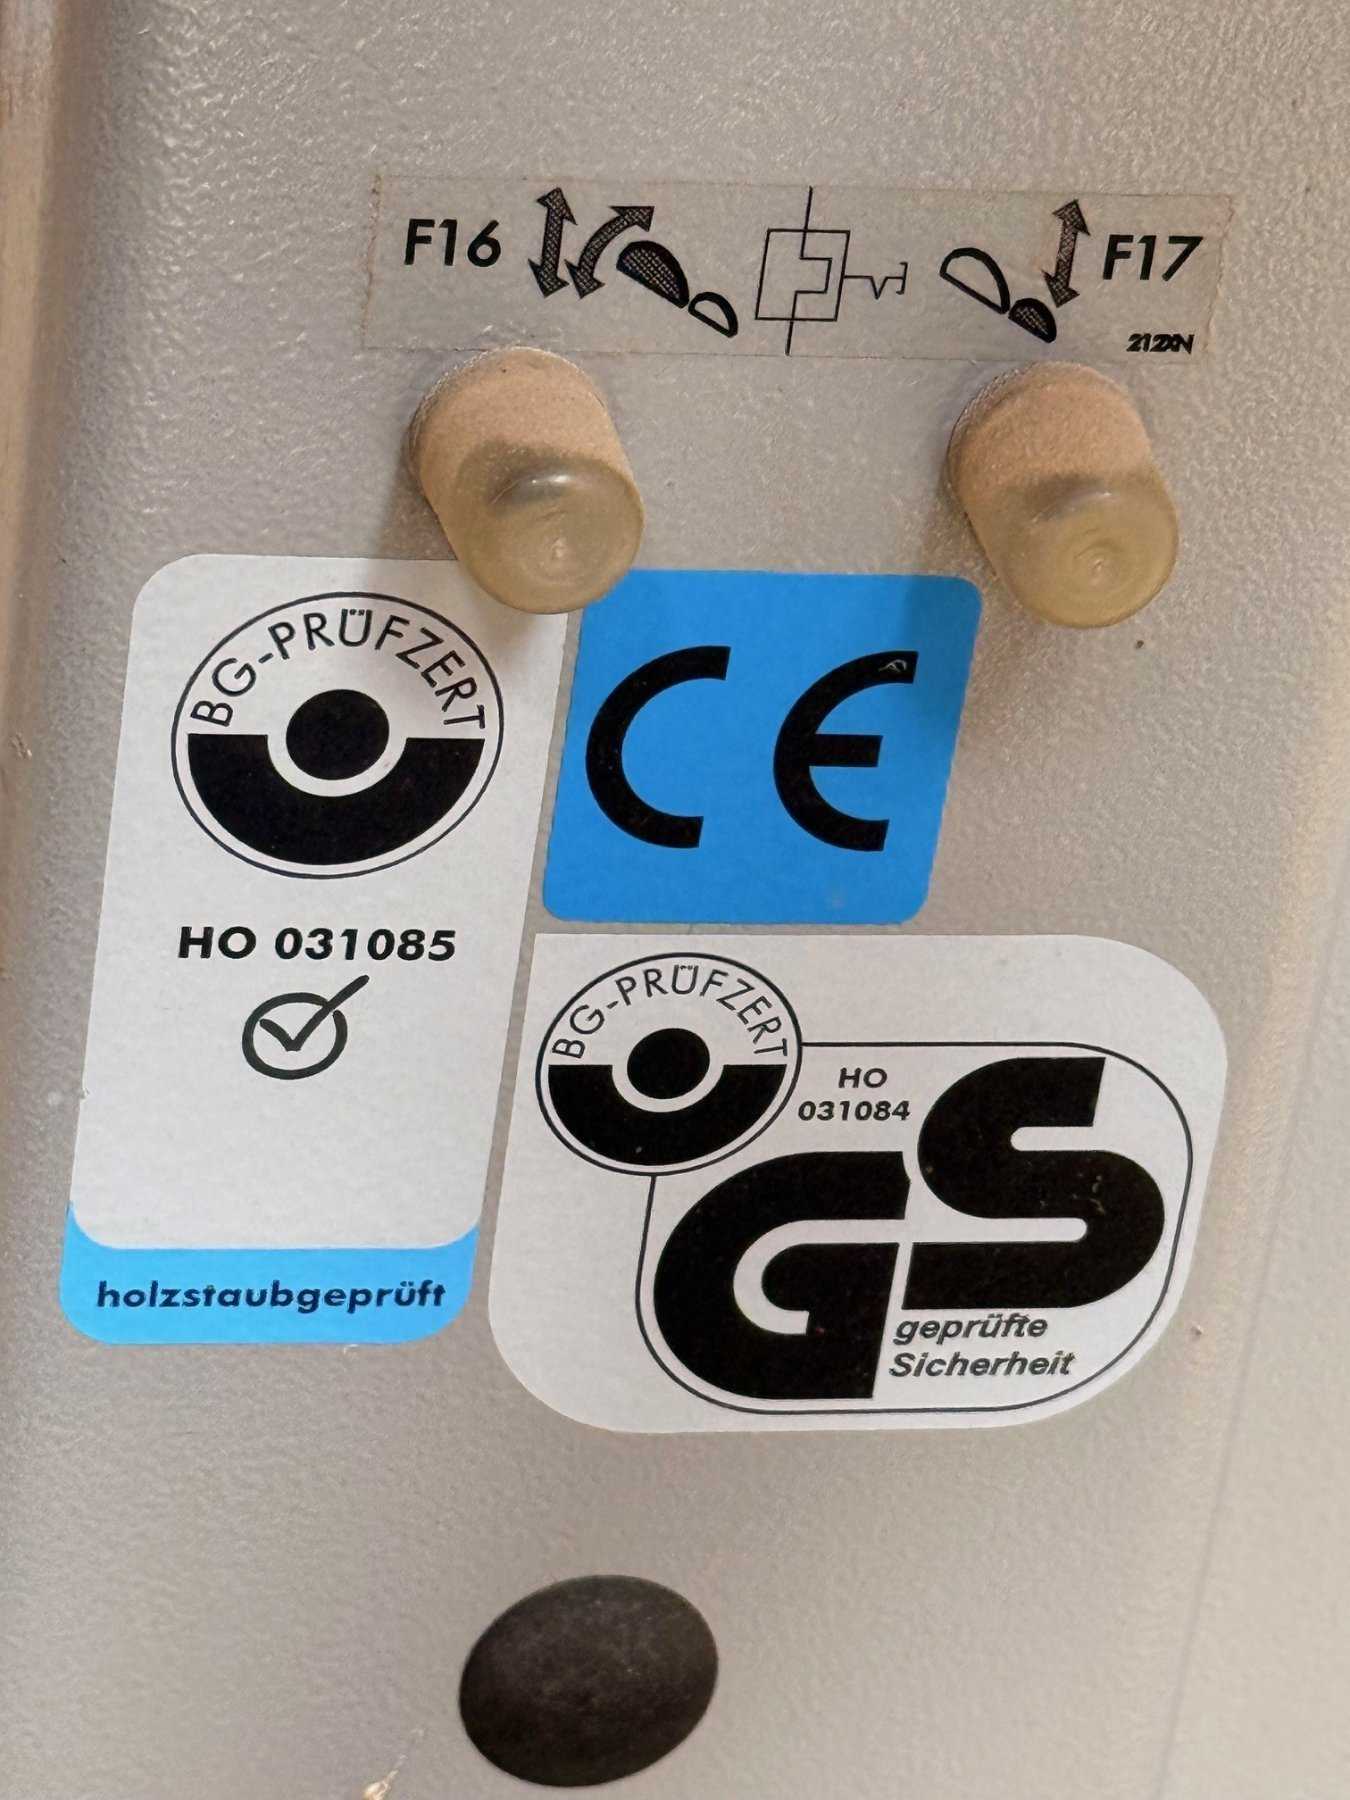 F16
F17
212XN
BG-PRÜFZERT
HO 031085
holzstaubgeprüft
CE
BG-PRÜFZERT
HO
031084
GS
geprüfte
Sicherheit